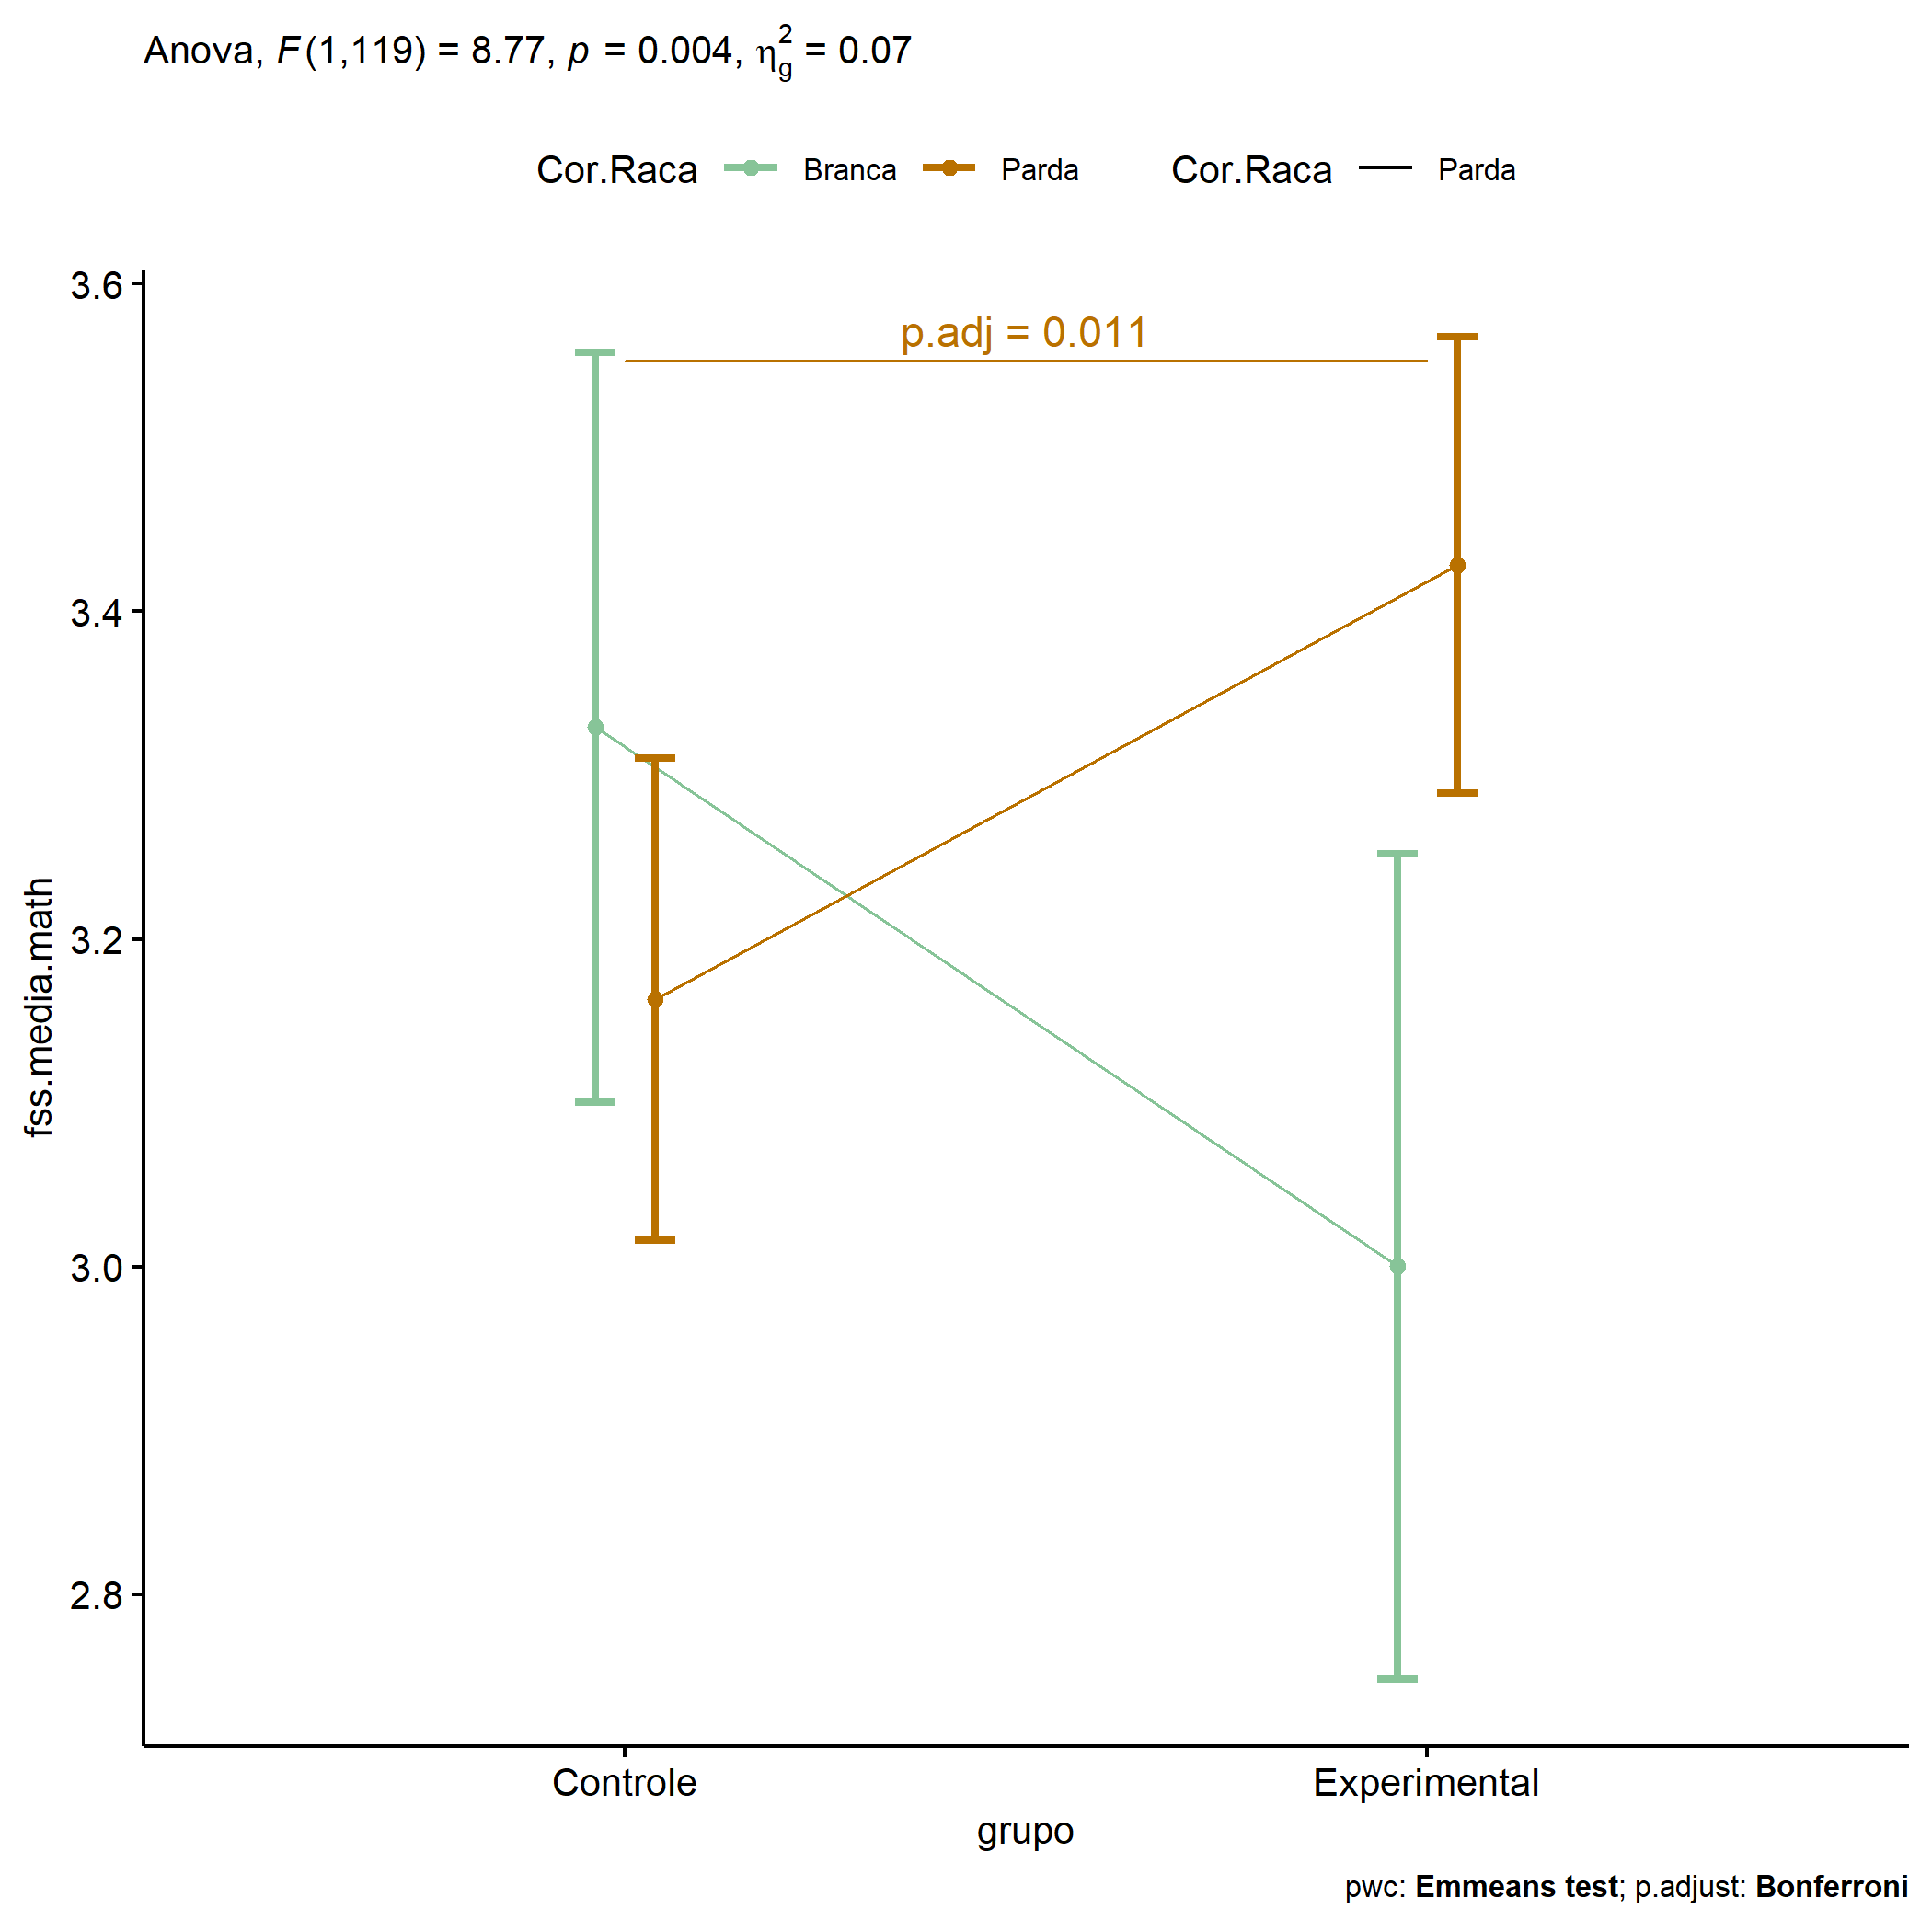 Anova, F(1,119) = 8.77, p = 0.004, η²g = 0.07
Cor.Raca Branca Parda Cor.Raca Parda
3.6
p.adj = 0.011
3.4
3.2
3.0
2.8
fss.media.math
Controle Experimental
grupo
pwc: Emmeans test; p.adjust: Bonferroni